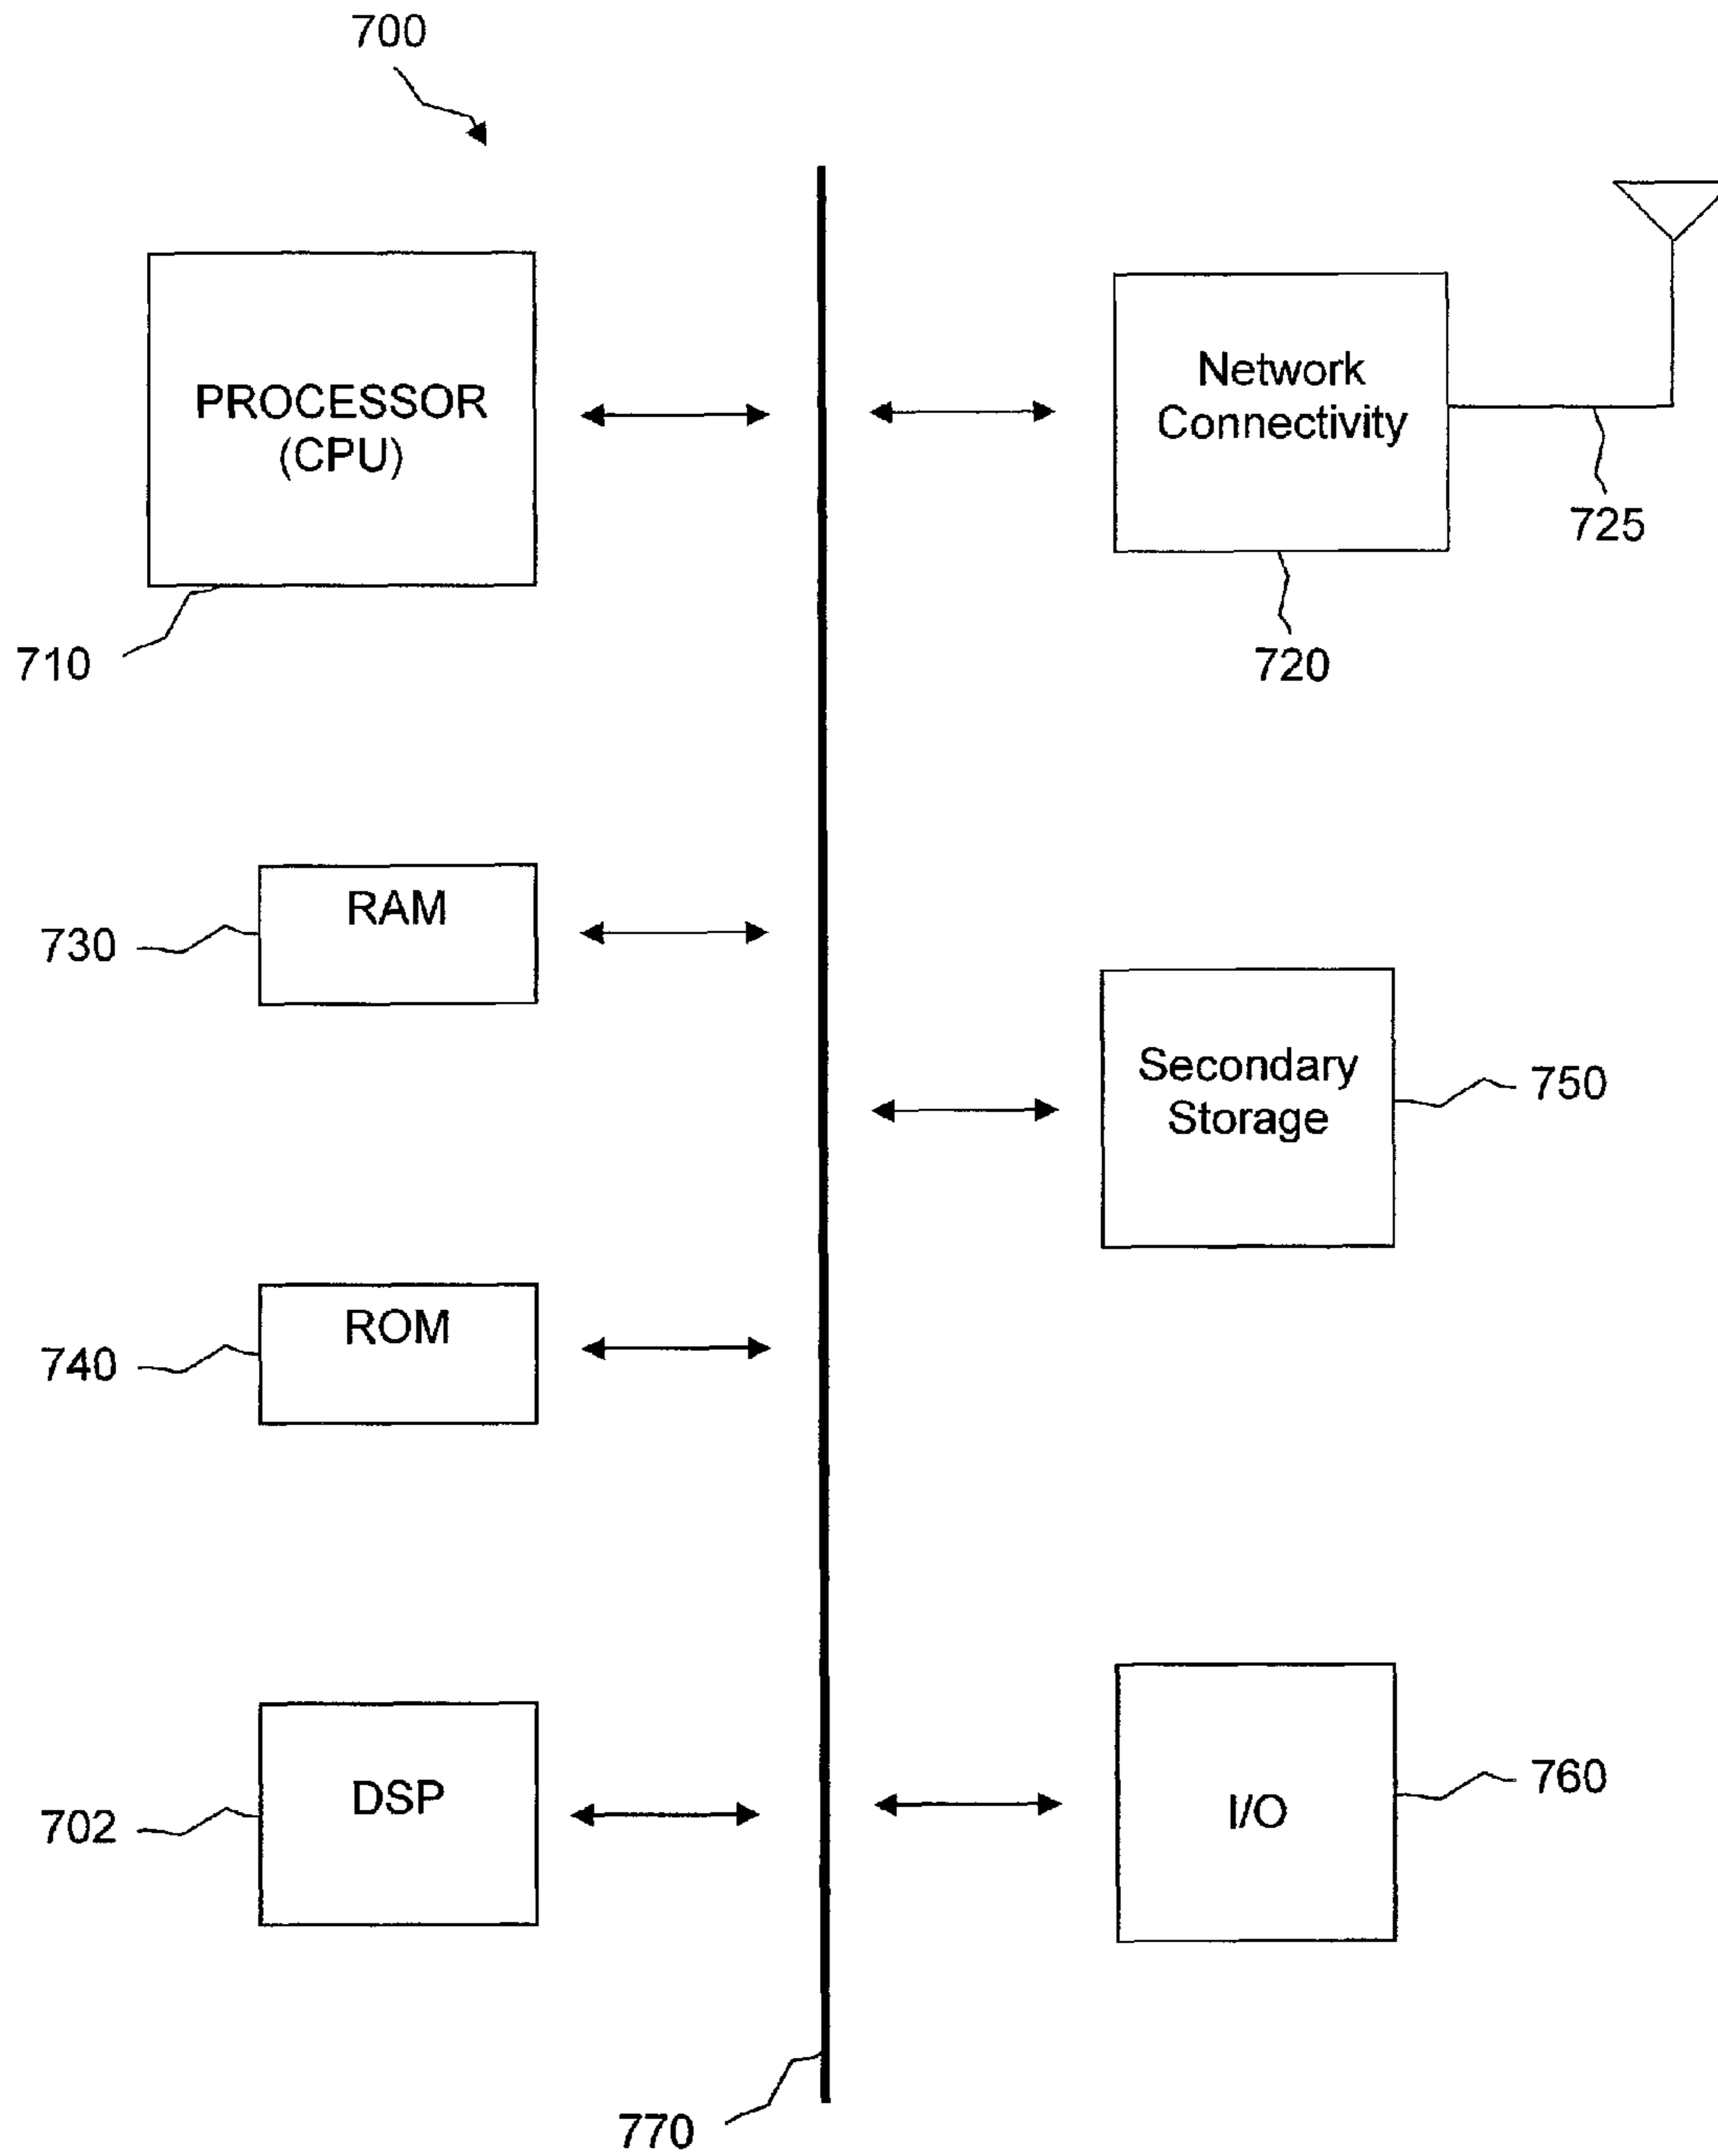 700
PROCESSOR
(CPU)
710
Network
Connectivity
725
720
RAM
730
Secondary
Storage
750
ROM
740
DSP
702
I/O
760
770